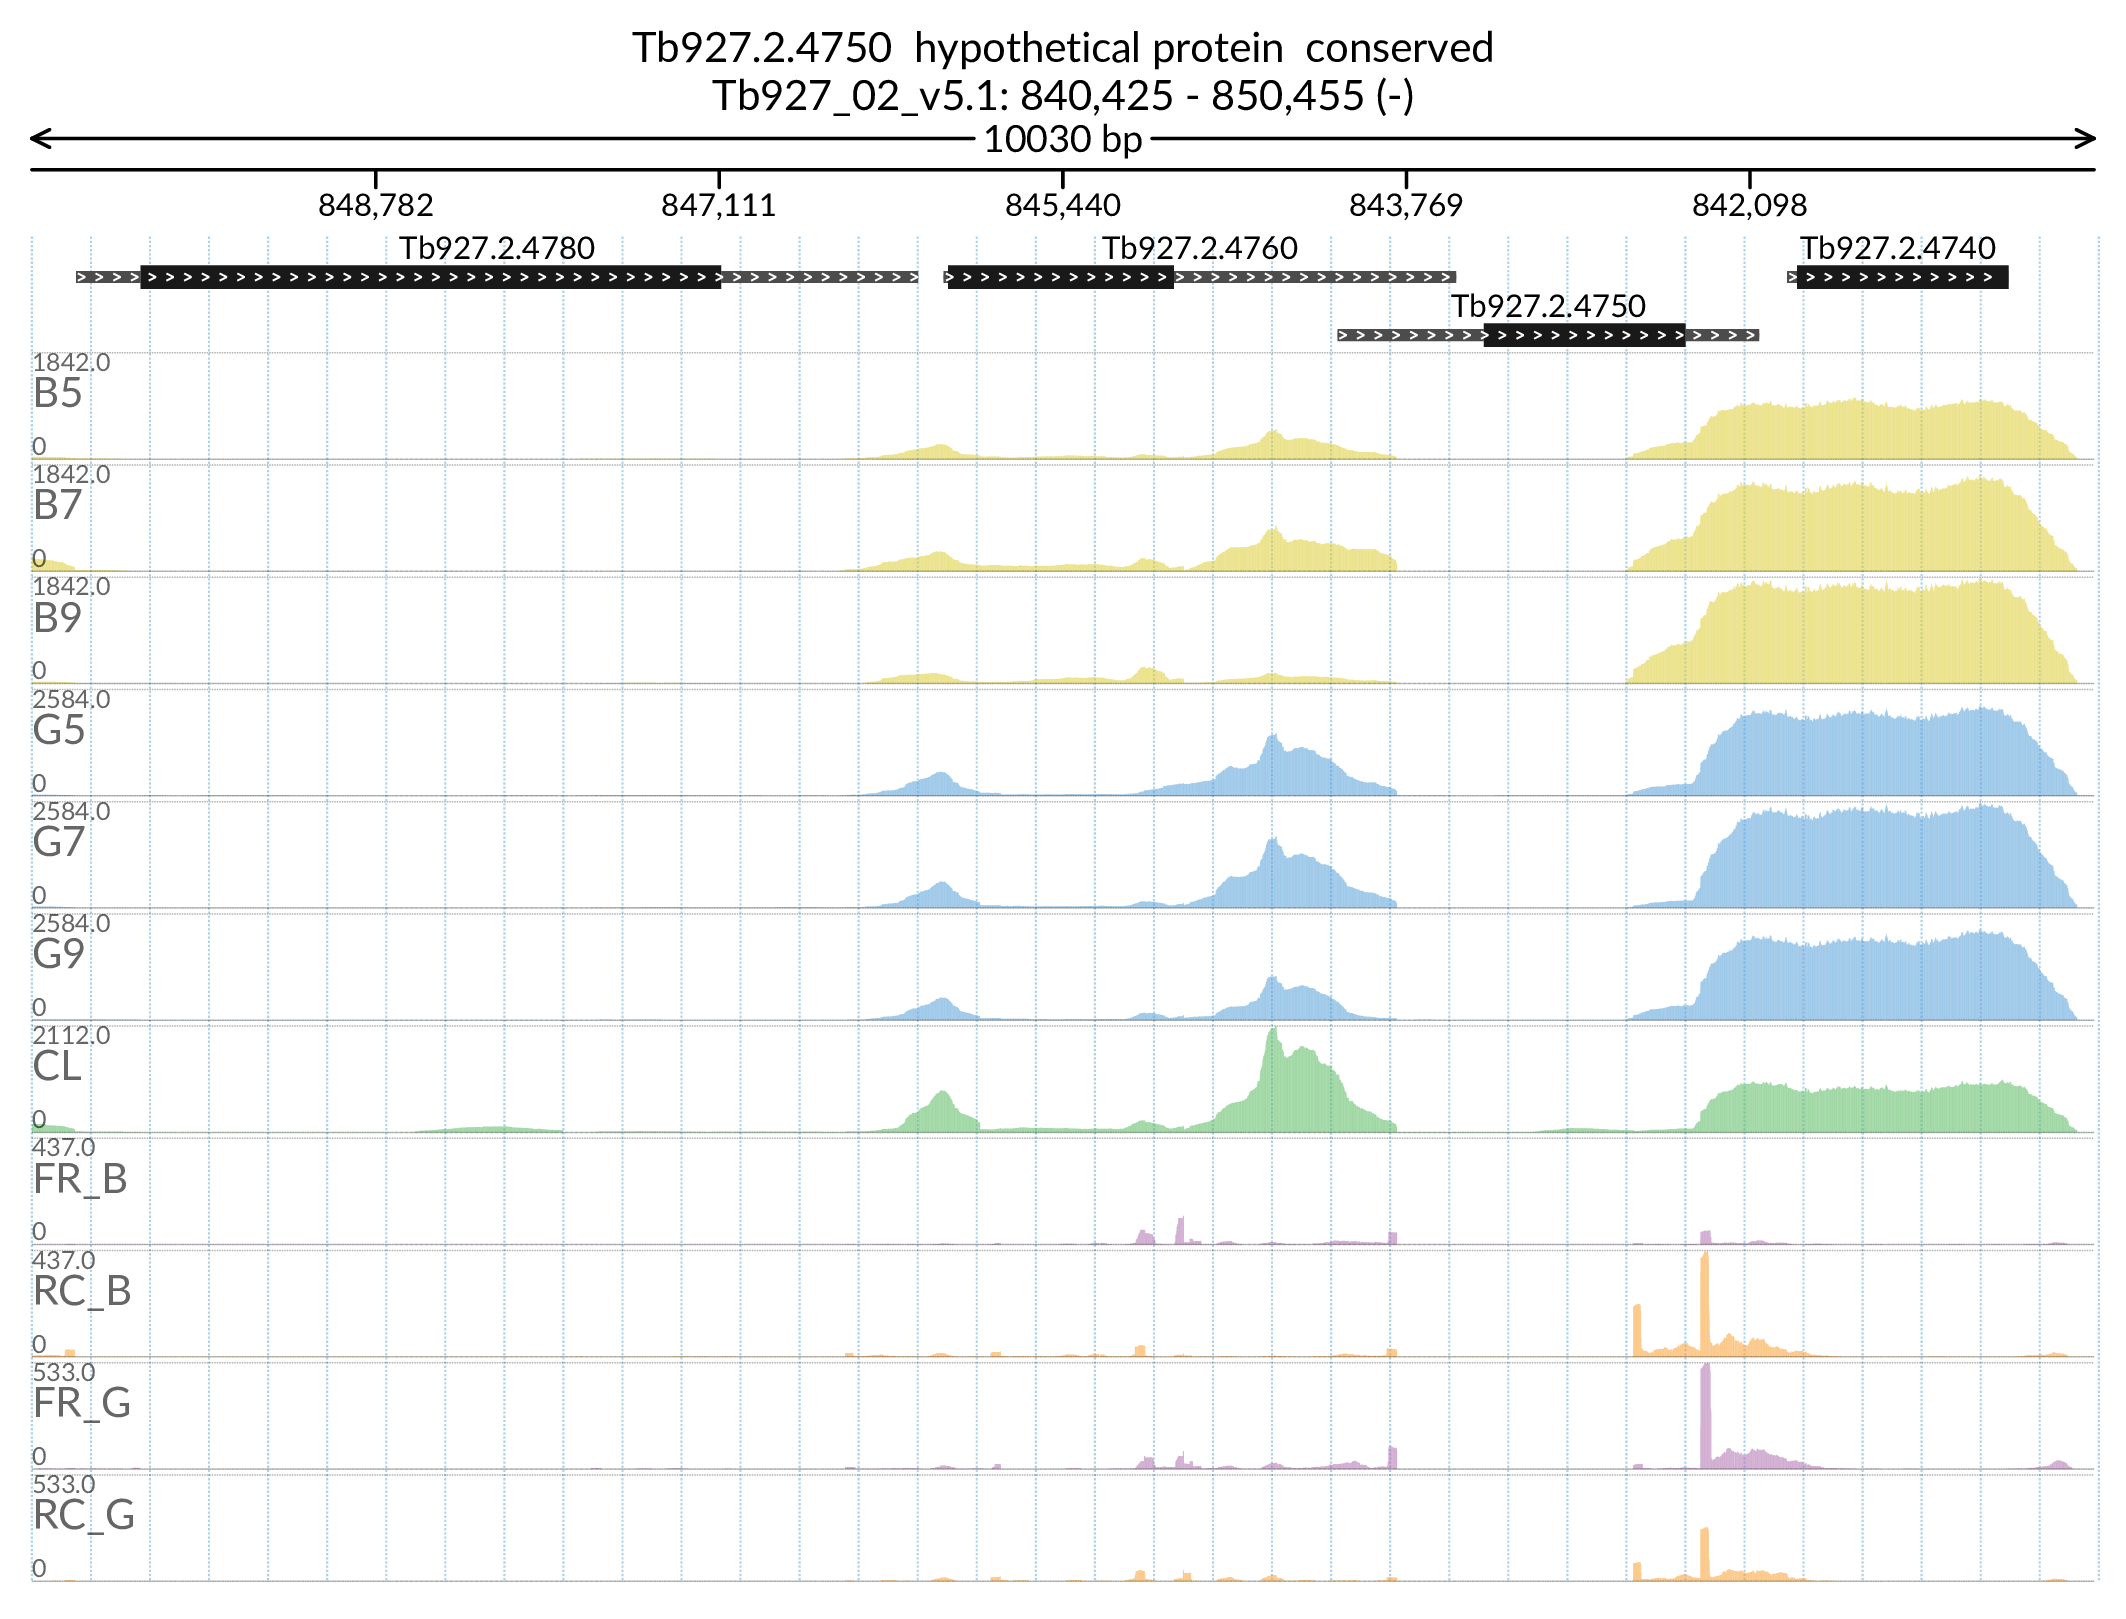 Tb927.2.4750  hypothetical protein  conserved
Tb927_02_v5.1: 840,425 - 850,455 (-)
10030 bp
848,782 847,111 845,440 843,769 842,098
Tb927.2.4780 Tb927.2.4760 Tb927.2.4740
Tb927.2.4750
1842.0
B5
0
1842.0
B7
0
1842.0
B9
0
2584.0
G5
0
2584.0
G7
0
2584.0
G9
0
2112.0
CL
0
437.0
FR_B
0
437.0
RC_B
0
533.0
FR_G
0
533.0
RC_G
0